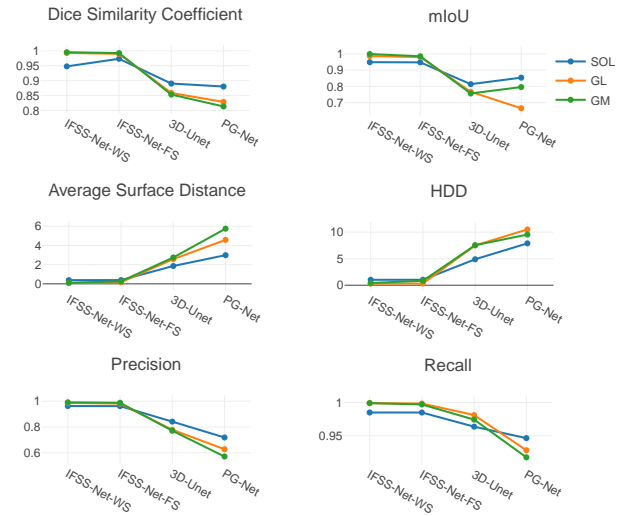 Dice Similarity Coefficient
mIoU
1
0.95
0.9
0.85
0.8
IFSS-Net-WS
IFSS-Net-FS
3D-Unet
PG-Net
1
0.9
0.8
0.7
IFSS-Net-WS
IFSS-Net-FS
3D-Unet
PG-Net
SOL
GL
GM
Average Surface Distance
HDD
6
4
2
0
IFSS-Net-WS
IFSS-Net-FS
3D-Unet
PG-Net
10
5
0
IFSS-Net-WS
IFSS-Net-FS
3D-Unet
PG-Net
Precision
Recall
1
0.8
0.6
IFSS-Net-WS
IFSS-Net-FS
3D-Unet
PG-Net
1
0.95
IFSS-Net-WS
IFSS-Net-FS
3D-Unet
PG-Net